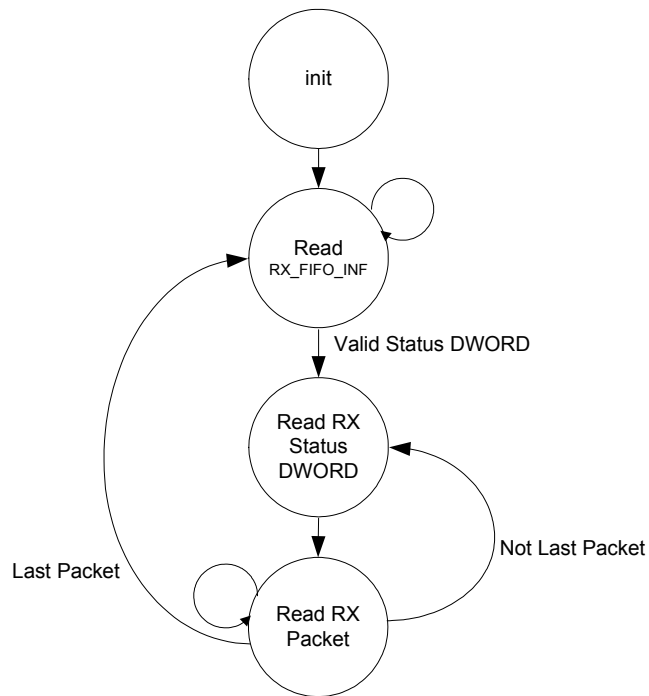 init
Read
RX_FIFO_INF
Valid Status DWORD
Read RX
Status
DWORD
Not Last Packet
Last Packet
Read RX
Packet